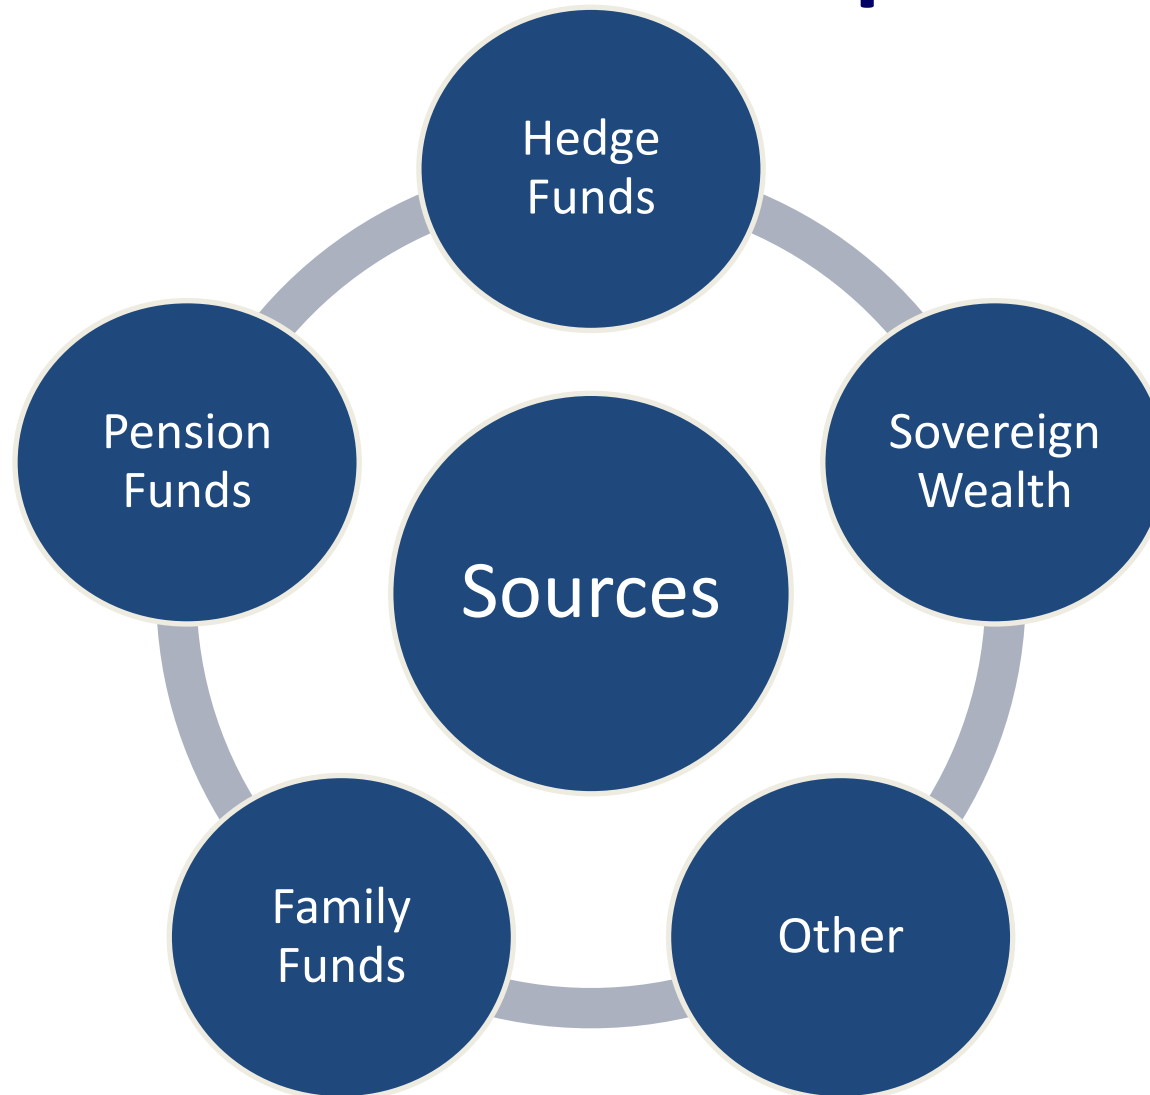 Hedge
Funds
Sovereign
Wealth
Other
Family
Funds
Pension
Funds
Sources